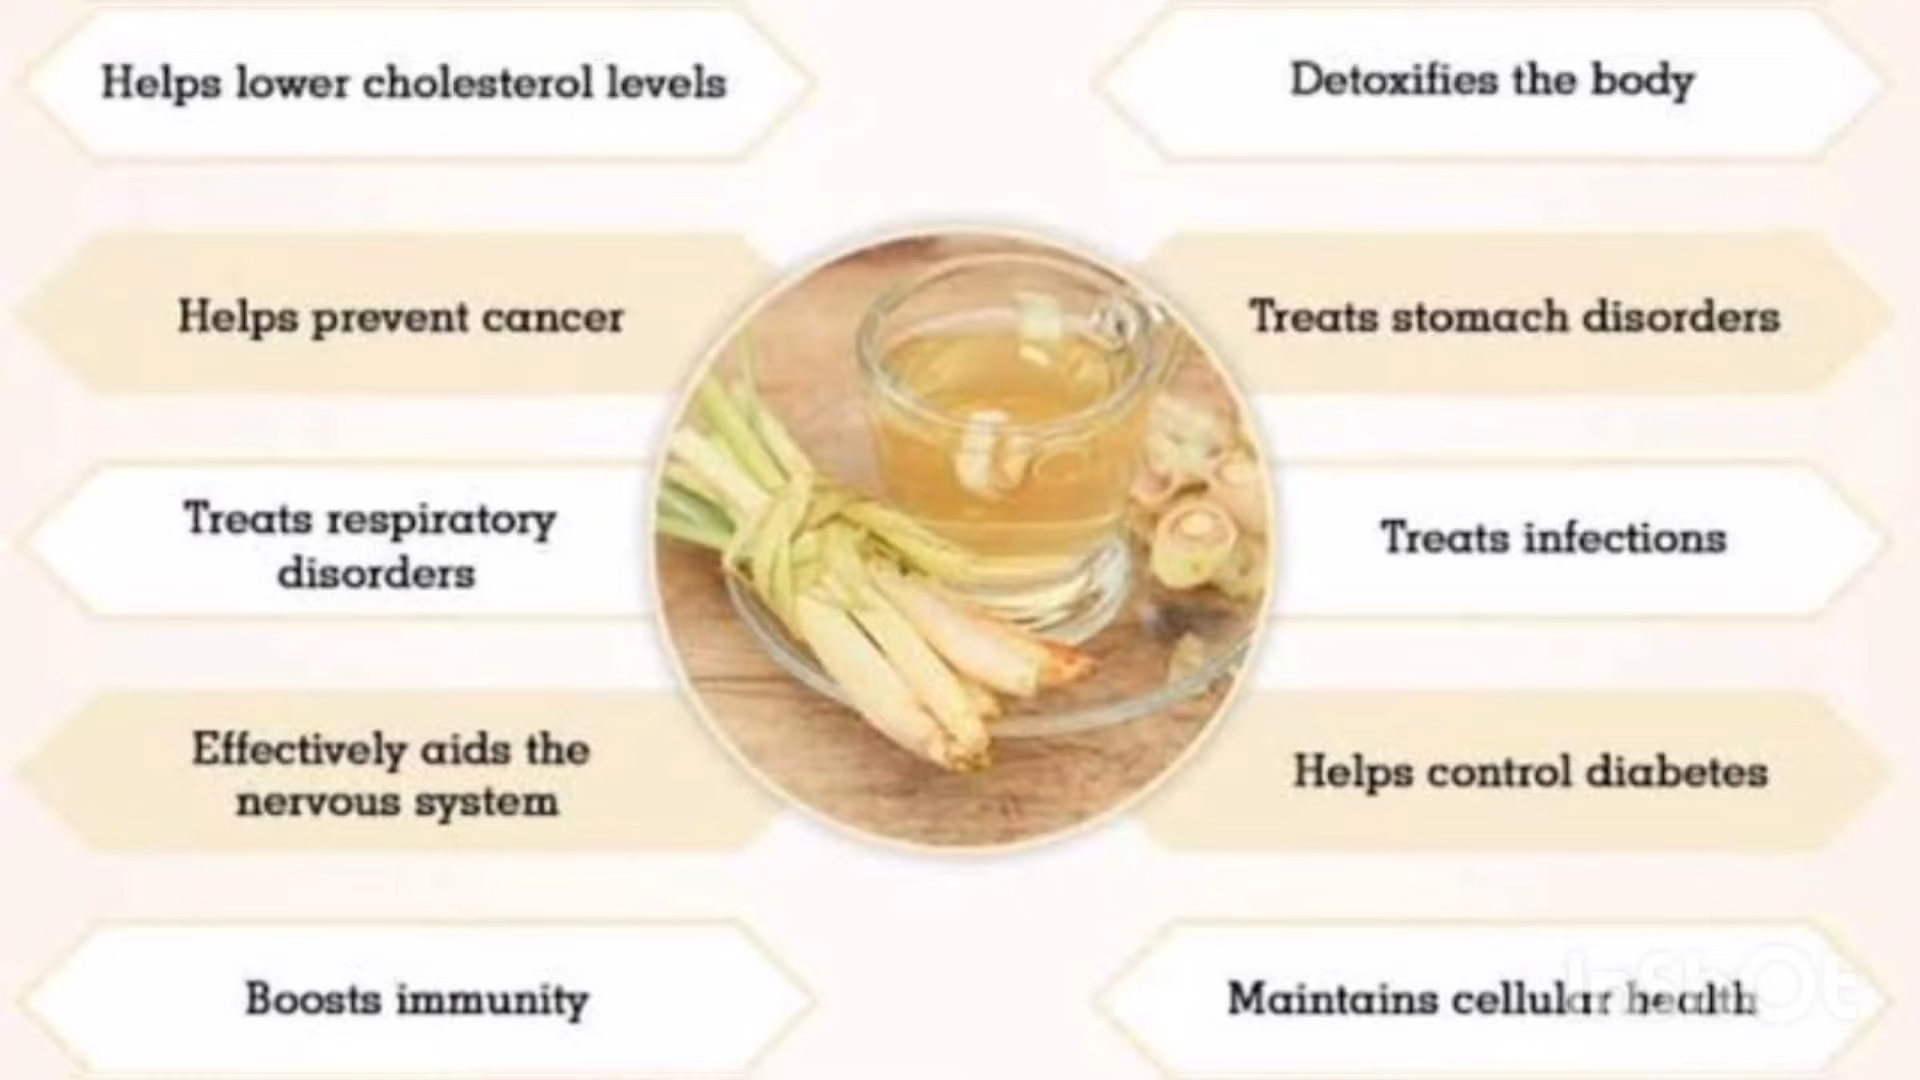 Helps lower cholesterol levels
Detoxifies the body
Helps prevent cancer
Treats stomach disorders
Treats respiratory
disorders
Treats infections
Effectively aids the
nervous system
Helps control diabetes
Boosts immunity
Maintains cellular health
InShOt